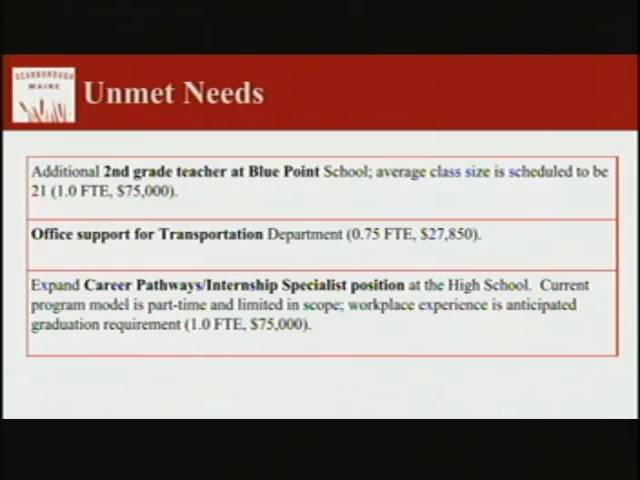 SCARBOROUGH
MAINE
Unmet Needs
Additional 2nd grade teacher at Blue Point School; average class size is scheduled to be
21 (1.0 FTE, $75,000).
Office support for Transportation Department (0.75 FTE, $27,850).
Expand Career Pathways/Internship Specialist position at the High School. Current
program model is part-time and limited in scope; workplace experience is anticipated
graduation requirement (1.0 FTE, $75,000).